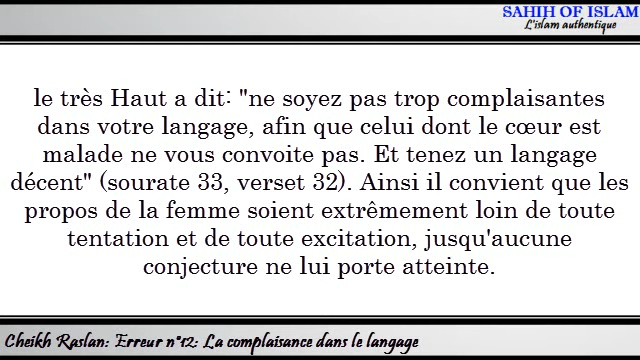 SAHIH OF ISLAM
L'islam authentique
le très Haut a dit: "ne soyez pas trop complaisantes
dans votre langage, afin que celui dont le cœur est
malade ne vous convoite pas. Et tenez un langage
décent" (sourate 33, verset 32). Ainsi il convient que les
propos de la femme soient extrêmement loin de toute
tentation et de toute excitation, jusqu'aucune
conjecture ne lui porte atteinte.
Cheikh Raslan: Erreur n°12: La complaisance dans le langage